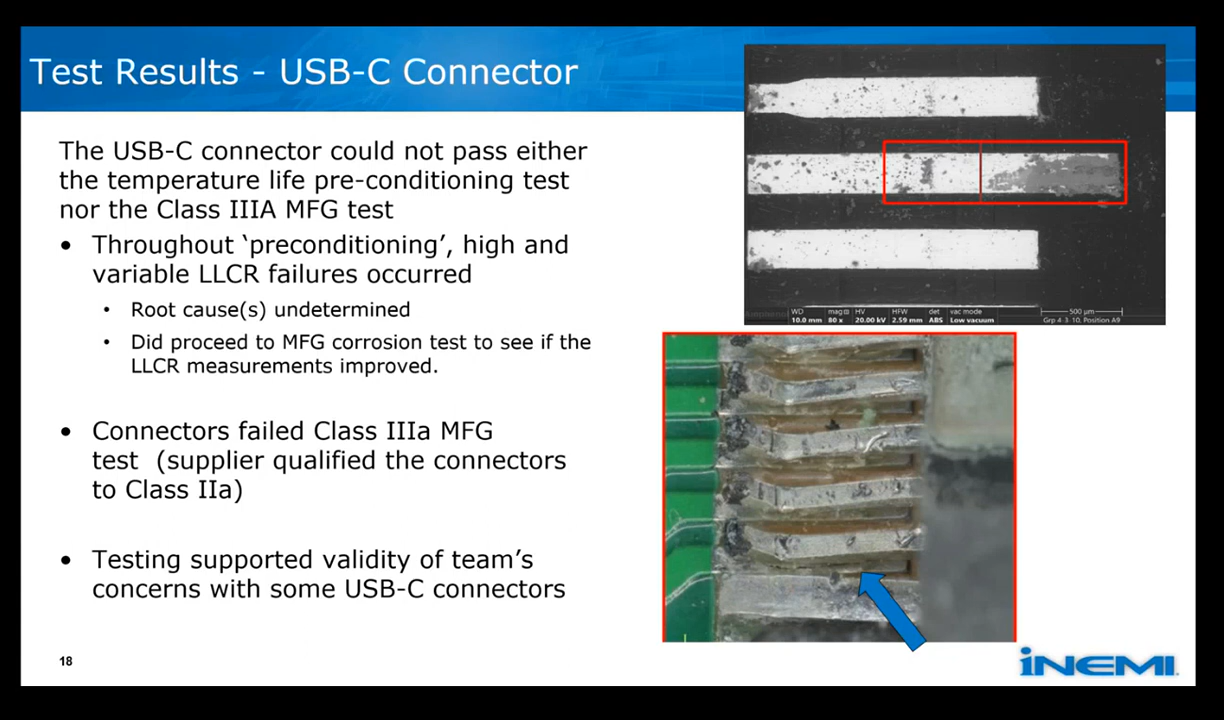 Test Results - USB-C Connector
The USB-C connector could not pass either
the temperature life pre-conditioning test
nor the Class IIIA MFG test
• Throughout ‘preconditioning’, high and
variable LLCR failures occurred
• Root cause(s) undetermined
• Did proceed to MFG corrosion test to see if the
LLCR measurements improved.
• Connectors failed Class IIIa MFG
test (supplier qualified the connectors
to Class IIa)
• Testing supported validity of team’s
concerns with some USB-C connectors
WD mag HV HFW det vac mode 500 µm
10.0 mm 80 x 20.00 kV 2.59 mm ABS Low vacuum Grp 4-3-10, Position A9
18
iNEMI